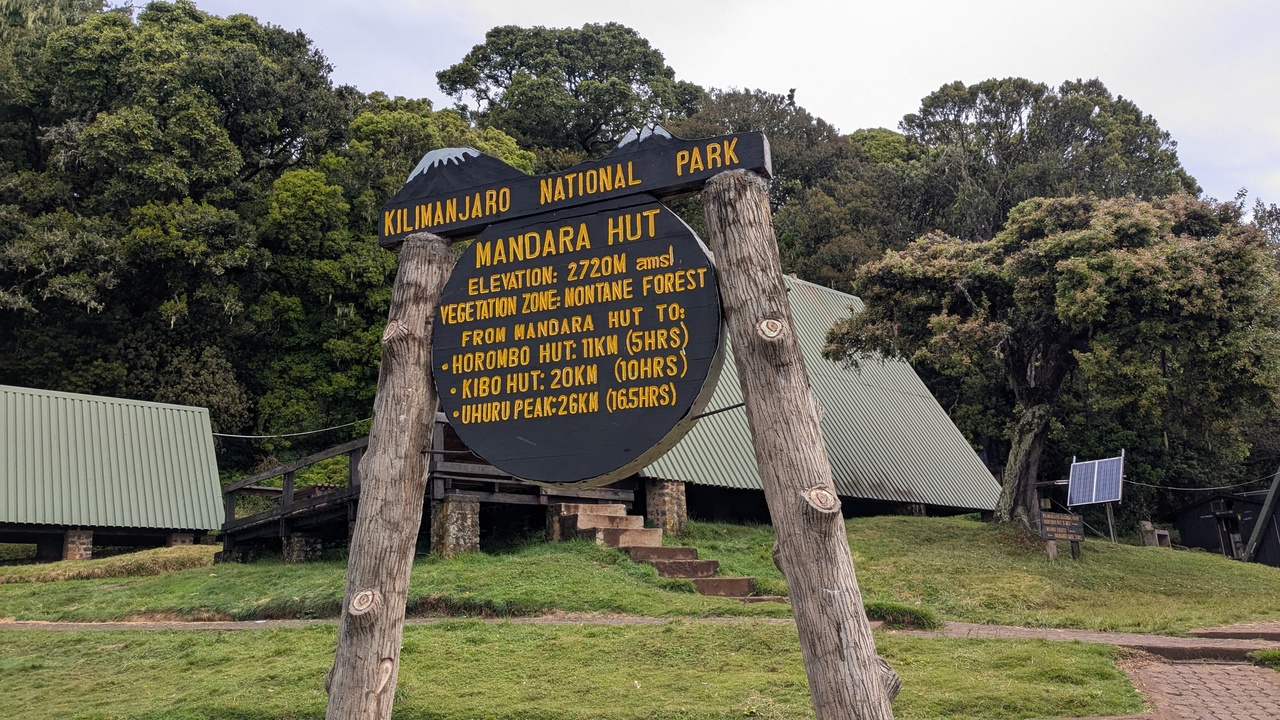 KILIMANJARO NATIONAL PARK
MANDARA HUT
ELEVATION: 2720M amsl
VEGETATION ZONE: MONTANE FOREST
FROM MANDARA HUT TO:
• HOROMBO HUT: 11KM (5HRS)
• KIBO HUT: 20KM (10HRS)
• UHURU PEAK: 26KM (16.5HRS)